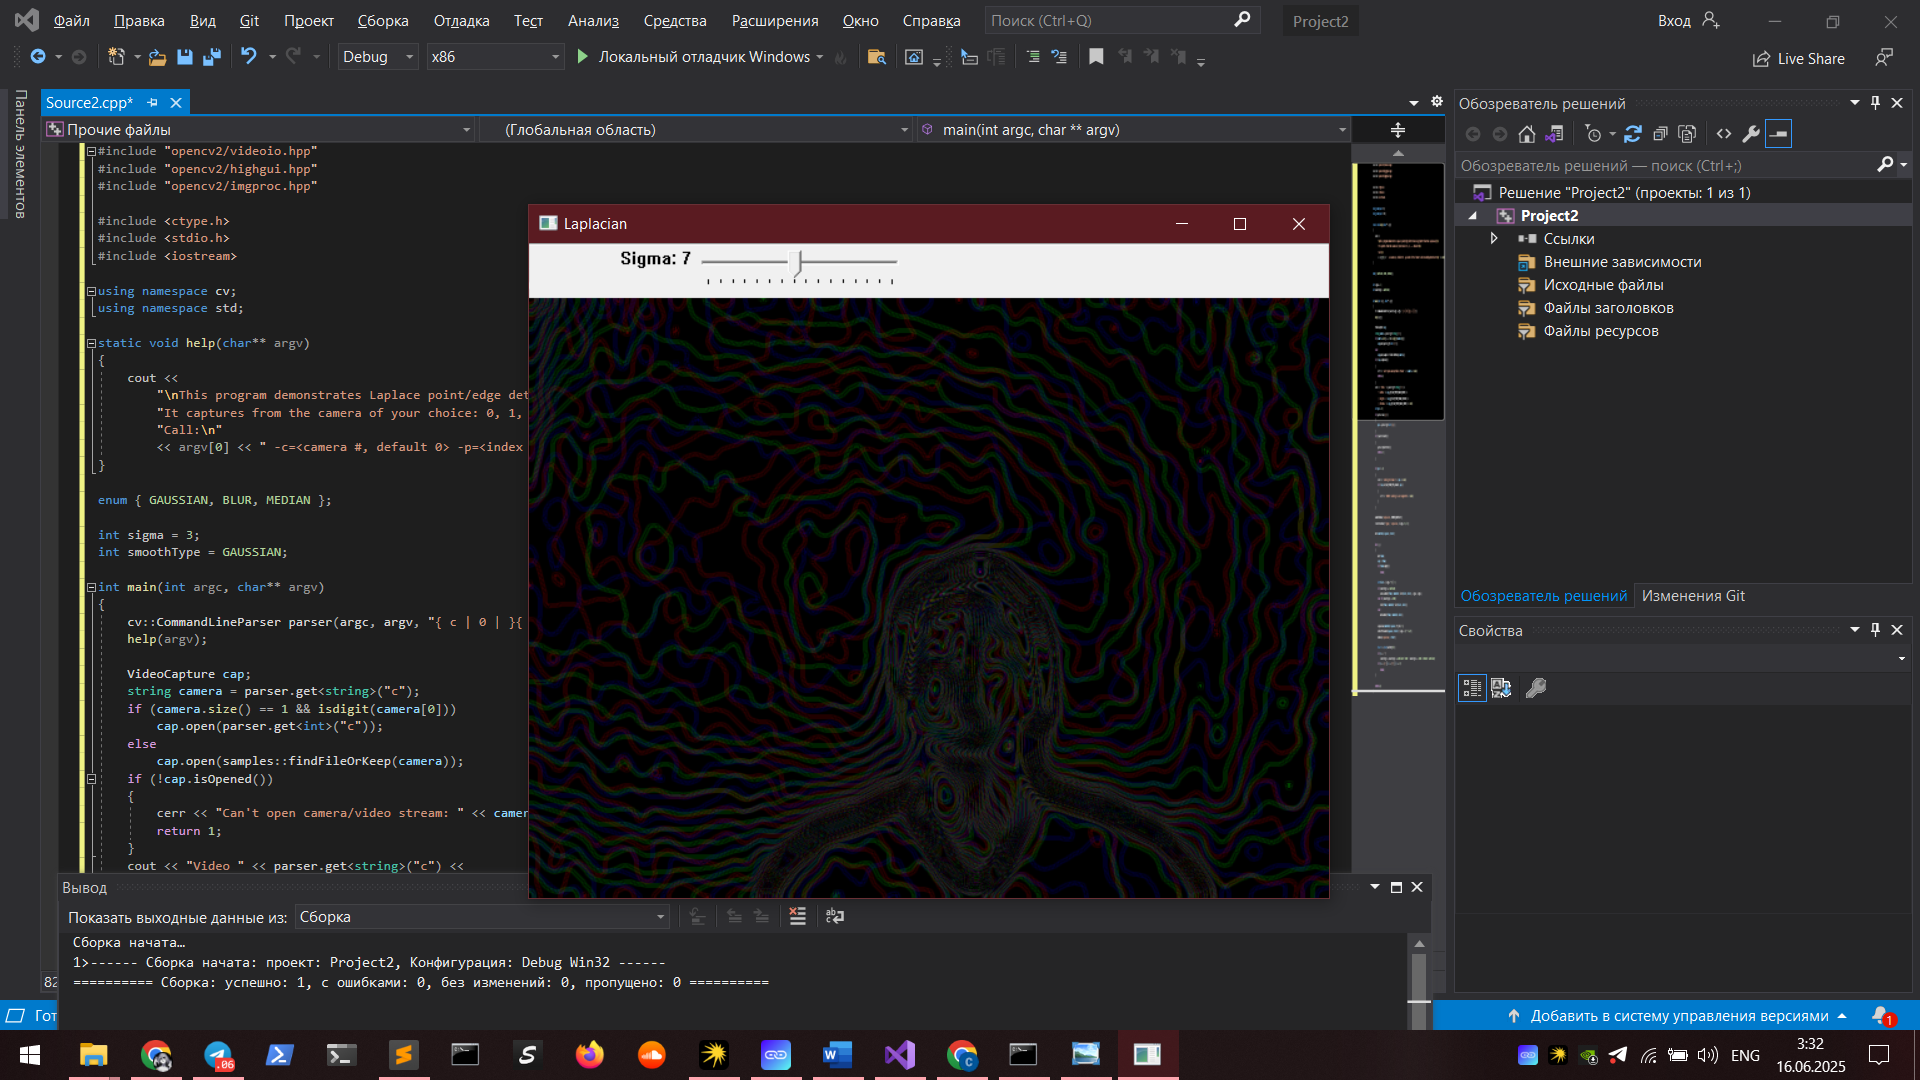 Файл Правка Вид Git Проект Сборка Отладка Тест Анализ Средства Расширения Окно Справка Поиск (Ctrl+Q) Project2 Вход
Debug x86 Локальный отладчик Windows Live Share
Панель элементов
Source2.cpp*
Прочие файлы (Глобальная область) main(int argc, char ** argv)
#include "opencv2/videoio.hpp"
#include "opencv2/highgui.hpp"
#include "opencv2/imgproc.hpp"
#include <ctype.h>
#include <stdio.h>
#include <iostream>
using namespace cv;
using namespace std;
static void help(char** argv)
{
cout <<
"\nThis program demonstrates Laplace point/edge det
"It captures from the camera of your choice: 0, 1,
"Call:\n"
<< argv[0] << " -c=<camera #, default 0> -p=<index
}
enum { GAUSSIAN, BLUR, MEDIAN };
int sigma = 3;
int smoothType = GAUSSIAN;
int main(int argc, char** argv)
{
cv::CommandLineParser parser(argc, argv, "{ c | 0 | }{
help(argv);
VideoCapture cap;
string camera = parser.get<string>("c");
if (camera.size() == 1 && isdigit(camera[0]))
cap.open(parser.get<int>("c"));
else
cap.open(samples::findFileOrKeep(camera));
if (!cap.isOpened())
{
cerr << "Can't open camera/video stream: " << camer
return 1;
}
cout << "Video " << parser.get<string>("c") <<
Laplacian
Sigma: 7
Обозреватель решений
Обозреватель решений — поиск (Ctrl+;)
Решение "Project2" (проекты: 1 из 1)
Project2
Ссылки
Внешние зависимости
Исходные файлы
Файлы заголовков
Файлы ресурсов
Обозреватель решений Изменения Git
Свойства
82
Вывод
Показать выходные данные из: Сборка
Сборка начата…
1>------ Сборка начата: проект: Project2, Конфигурация: Debug Win32 ------
========== Сборка: успешно: 1, с ошибками: 0, без изменений: 0, пропущено: 0 ==========
Гот
Добавить в систему управления версиями
1
.06
ENG
3:32
16.06.2025